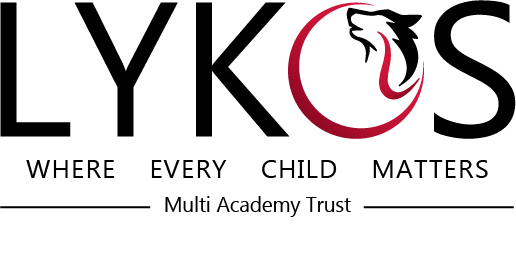 LYKOS
WHERE EVERY CHILD MATTERS
Multi Academy Trust